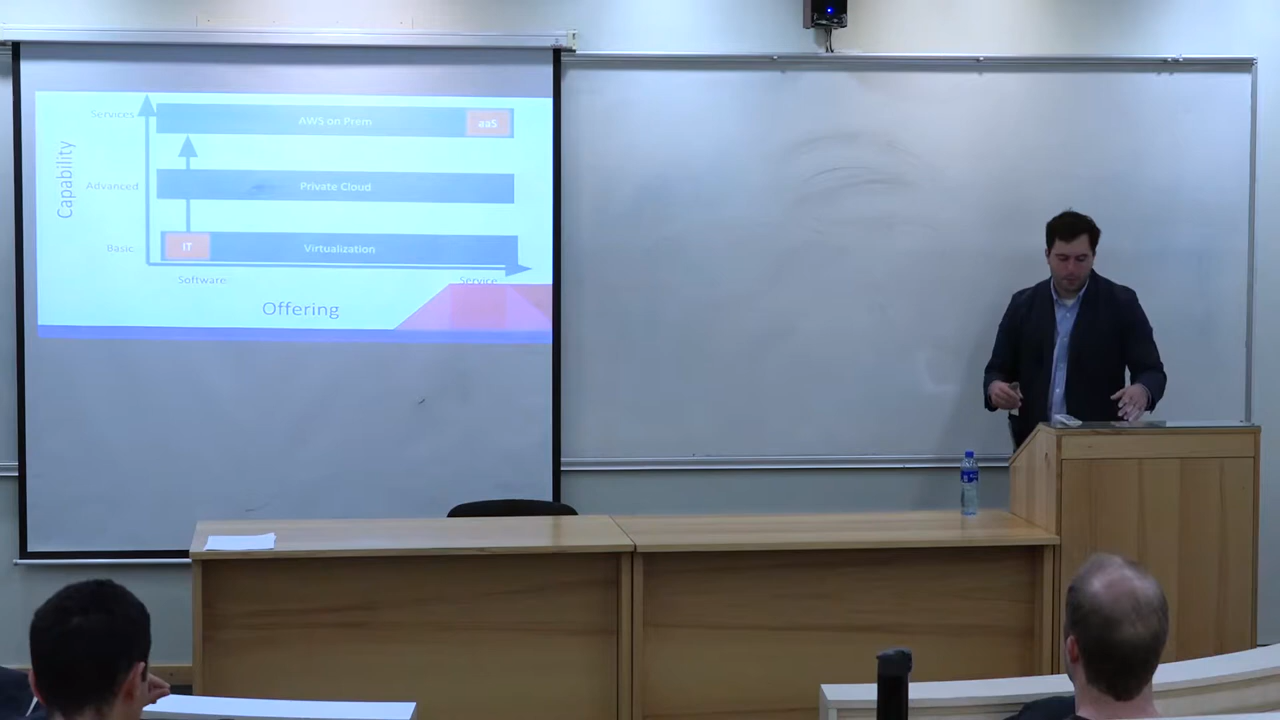 Services
AWS on Prem
aaS
Capability
Advanced
Private Cloud
Basic
IT
Virtualization
Software
Service
Offering